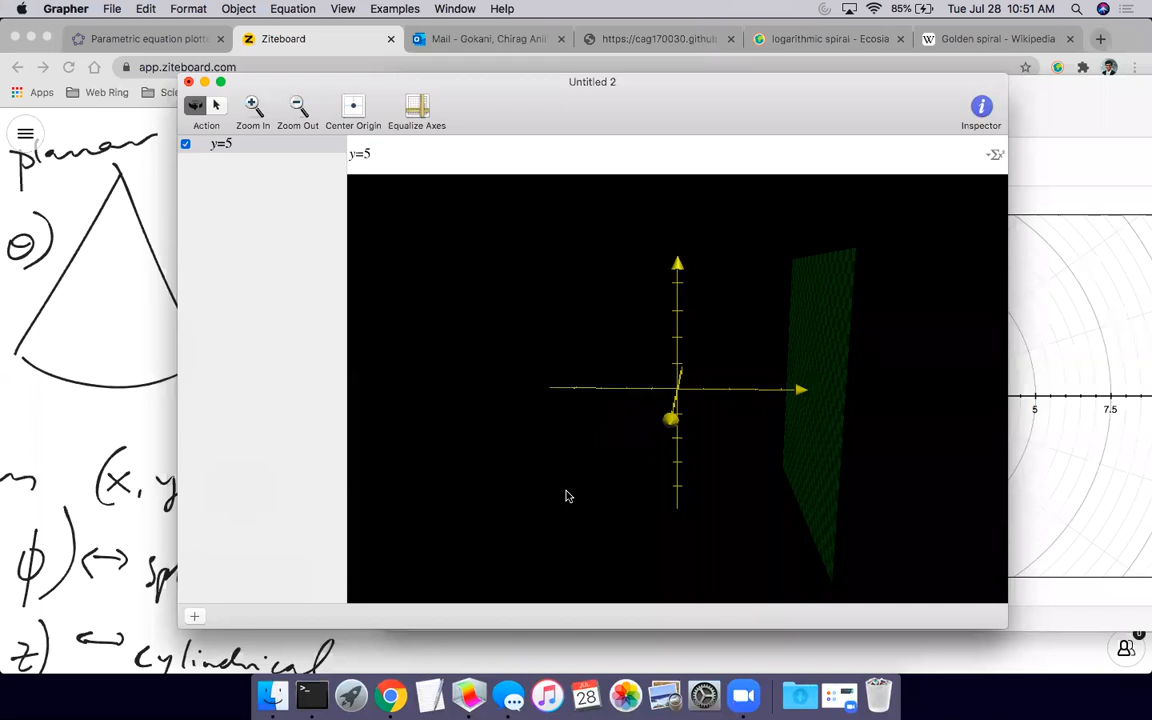 Grapher File Edit Format Object Equation View Examples Window Help 85% Tue Jul 28 10:51 AM
Parametric equation plott Ziteboard Mail - Gokani, Chirag Anil https://cag170030.github. logarithmic spiral - Ecosia Golden spiral - Wikipedia
app.ziteboard.com
Apps Web Ring Scie
Untitled 2
Action Zoom In Zoom Out Center Origin Equalize Axes Inspector
y=5
y=5
planar
θ)
5 7.5
(x, y
φ) ↔ sp
z) ↔ cylindrical
0
JUL
28